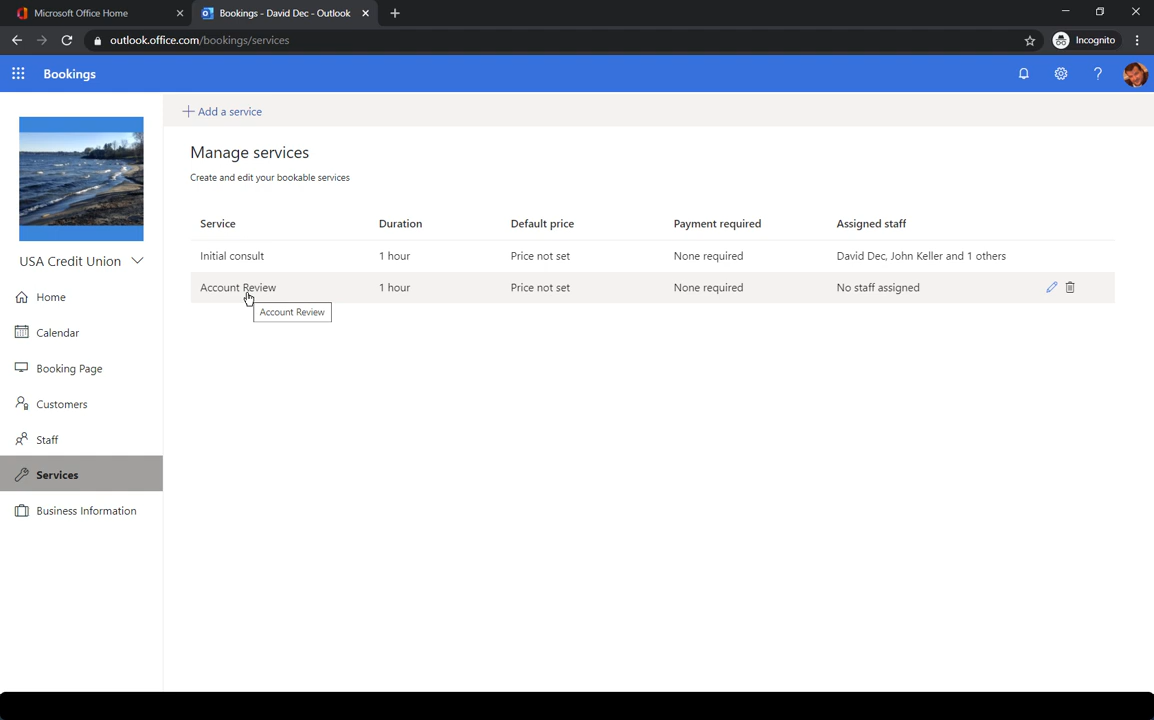 Microsoft Office Home
Bookings - David Dec - Outlook
outlook.office.com/bookings/services
Incognito
Bookings
Add a service
Manage services
Create and edit your bookable services
Service Duration Default price Payment required Assigned staff
Initial consult 1 hour Price not set None required David Dec, John Keller and 1 others
Account Review 1 hour Price not set None required No staff assigned
Account Review
USA Credit Union
Home
Calendar
Booking Page
Customers
Staff
Services
Business Information